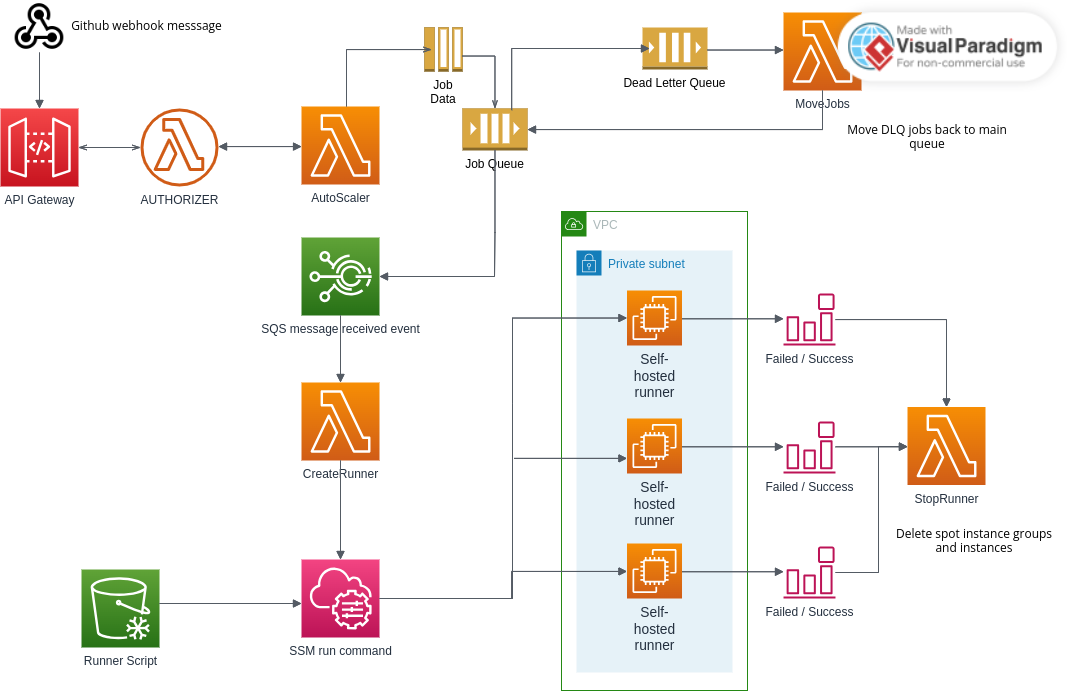 Github webhook messsage
Made with
VisualParadigm
For non-commercial use
Job
Data
Dead Letter Queue
MoveJobs
Move DLQ jobs back to main
queue
Job Queue
API Gateway
AUTHORIZER
AutoScaler
VPC
Private subnet
SQS message received event
Self-
hosted
runner
Failed / Success
CreateRunner
Self-
hosted
runner
Failed / Success
StopRunner
Delete spot instance groups
and instances
Self-
hosted
runner
Failed / Success
Runner Script
SSM run command